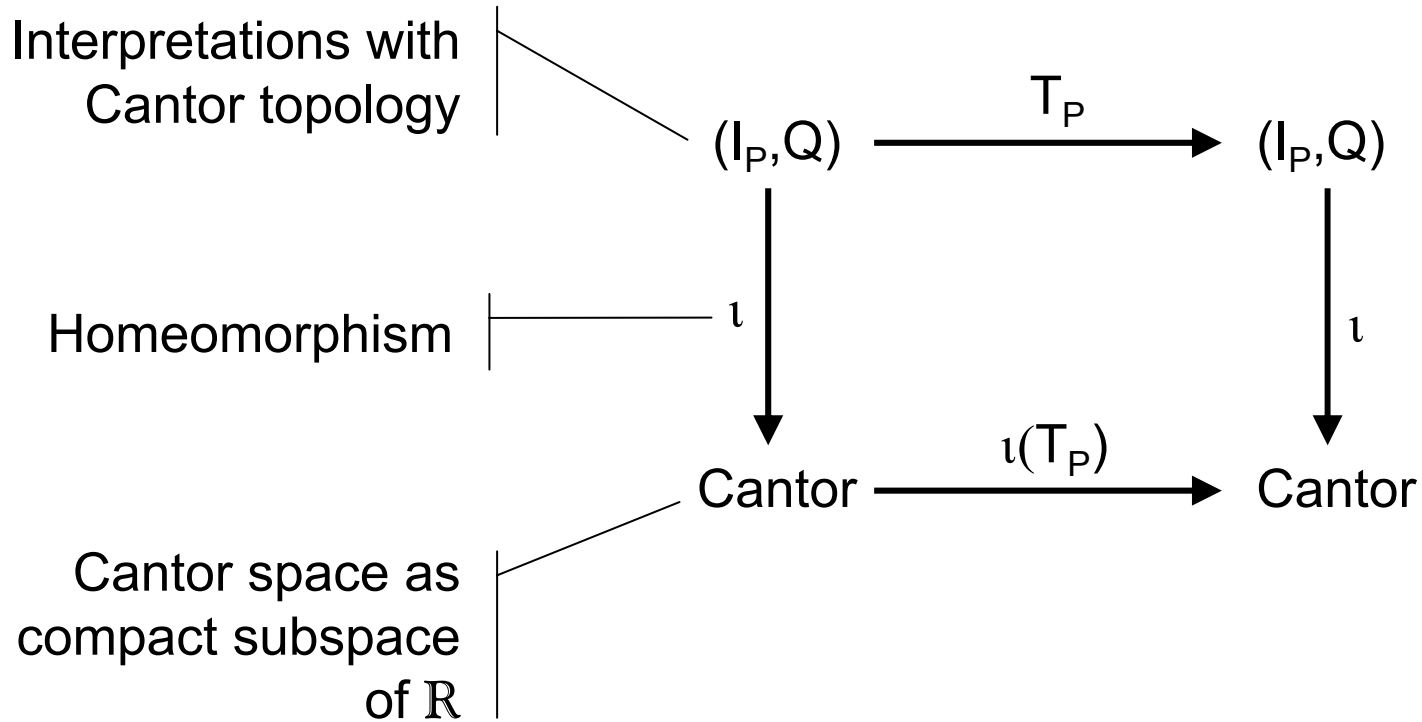 Interpretations with
Cantor topology
T_P
(I_P,Q)
(I_P,Q)
Homeomorphism
ι
ι
ι(T_P)
Cantor
Cantor
Cantor space as
compact subspace
of ℝ